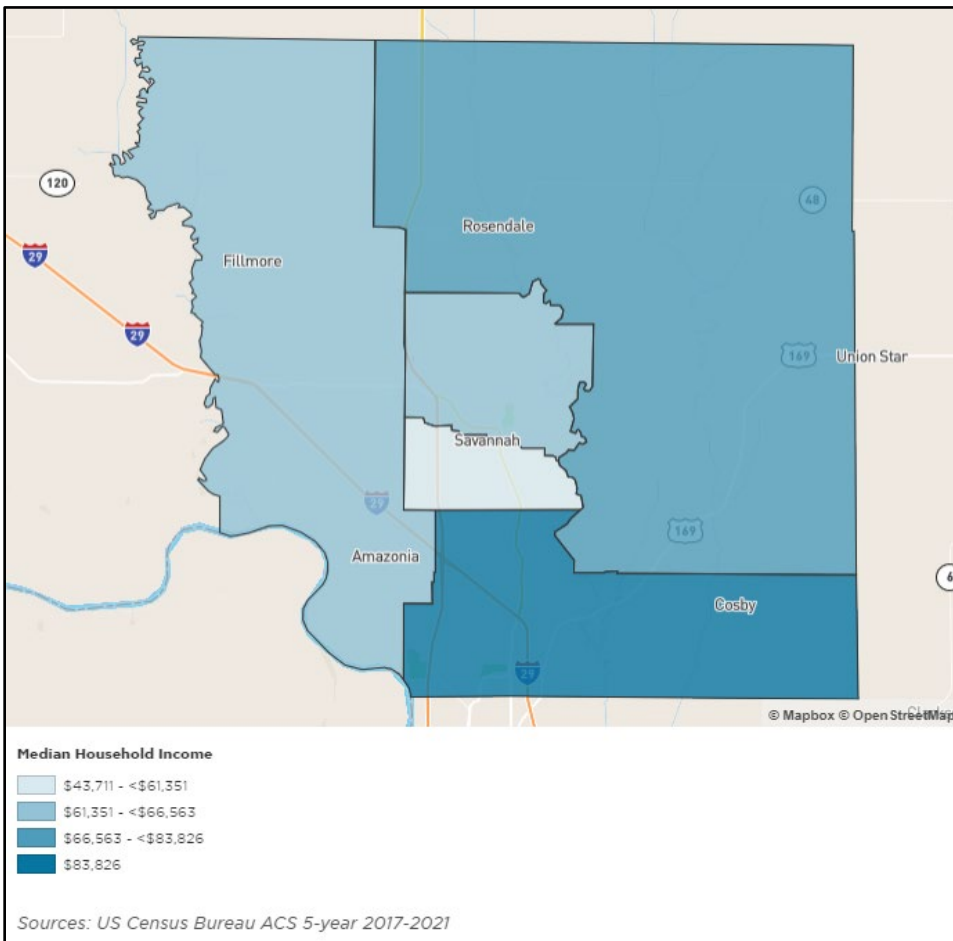 120
48
Rosendale
29
Fillmore
29
169
Union Star
Savannah
29
169
Amazonia
6
Cosby
29
© Mapbox © OpenStreetMap
Median Household Income
$43,711 - <$61,351
$61,351 - <$66,563
$66,563 - <$83,826
$83,826
Sources: US Census Bureau ACS 5-year 2017-2021